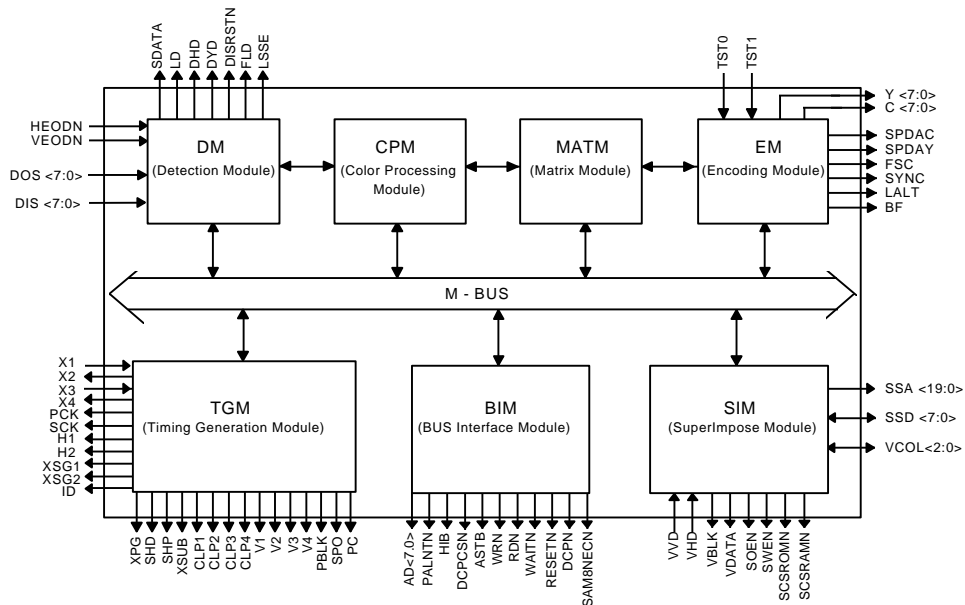 SDATA
LD
DHD
DYD
DISRSTN
FLD
LSSE
TST0
TST1
HEODN
VEODN
DOS <7:0>
DIS <7:0>
DM
(Detection Module)
CPM
(Color Processing
Module)
MATM
(Matrix Module)
EM
(Encoding Module)
Y <7:0>
C <7:0>
SPDAC
SPDAY
FSC
SYNC
LALT
BF
M - BUS
X1
X2
X3
X4
PCK
SCK
H1
H2
XSG1
XSG2
ID
TGM
(Timing Generation Module)
BIM
(BUS Interface Module)
SIM
(SuperImpose Module)
SSA <19:0>
SSD <7:0>
VCOL<2:0>
XPG
SHD
SHP
XSUB
CLP1
CLP2
CLP3
CLP4
V1
V2
V3
V4
PBLK
SPO
PC
AD<7.0>
PALNTN
HIB
DCPCSN
ASTB
WRN
RDN
WAITN
RESETN
DCPN
SAM8NECN
VVD
VHD
VBLK
VDATA
SOEN
SWEN
SCSROMN
SCSRAMN